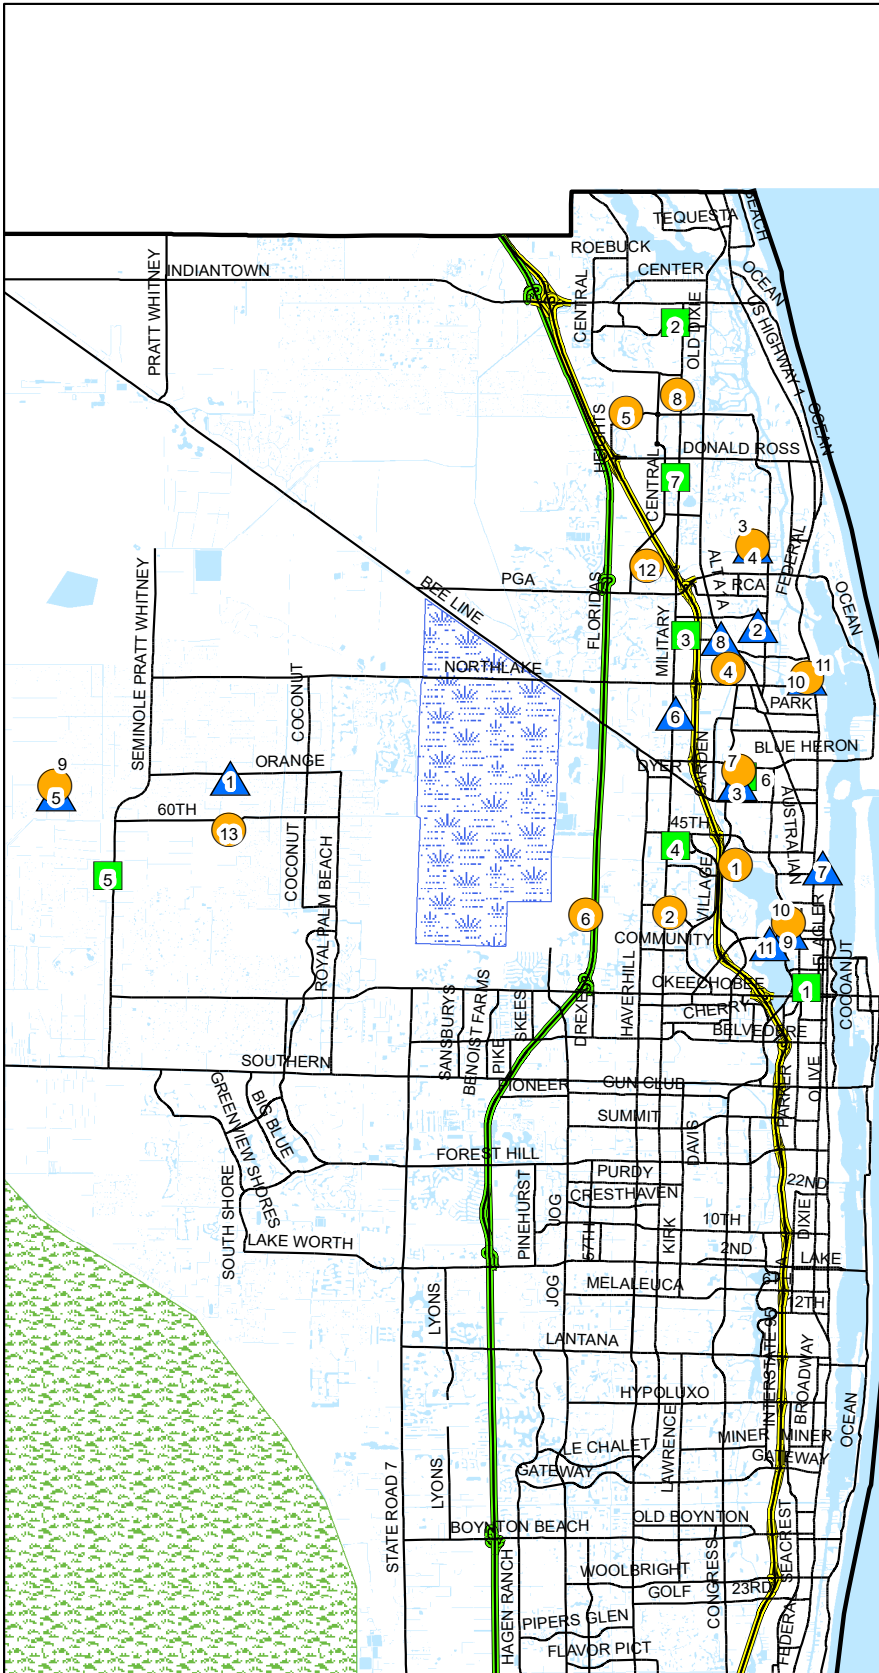 BEACH
TEQUESTA
ROEBUCK
CENTER
OCEAN
PRATT WHITNEY
INDIANTOWN
CENTRAL
US HIGHWAY 1
2
OLD DIXIE
8
5
OCEAN
HEIGHTS
DONALD ROSS
7
CENTRAL
3
4
FEDERAL
12
ALT A1A
RCA
PGA
BEE LINE
FLORIDAS
OCEAN
SEMINOLE PRATT WHITNEY
MILITARY
3
8
2
4
11
10
NORTHLAKE
COCONUT
PARK
6
BLUE HERON
ORANGE
DYER
GARDEN
7
6
3
9
5
1
AUSTRALIAN
60TH
13
45TH
4
1
7
COCONUT
ROYAL PALM BEACH
5
VILLAGE
6
2
10
9
11
FLAGLER
COMMUNITY
HAVERHILL
OKEECHOBEE
1
COCOANUT
CHERRY
BELVEDERE
DREXEL
SKEES
SANSBURYS
BENOIST FARMS
PIKE
SOUTHERN
PIONEER
GUN CLUB
PARKER
OLIVE
SUMMIT
GREENVIEW SHORES
BIG BLUE
DAVIS
FOREST HILL
PURDY
CRESTHAVEN
22ND
SOUTH SHORE
PINEHURST
JOG
10TH
DIXIE
57TH
KIRK
2ND
LAKE
LAKE WORTH
A
6TH
12TH
MELALEUCA
JOG
LYONS
LANTANA
INTERSTATE 95
BROADWAY
HYPOLUXO
OCEAN
LAWRENCE
MINER
MINER
LE CHALET
GATEWAY
GATEWAY
LYONS
STATE ROAD 7
OLD BOYNTON
BOYNTON BEACH
SEACREST
CONGRESS
WOOLBRIGHT
GOLF
23RD
HAGEN RANCH
PIPERS GLEN
FEDERAL
FLAVOR PICT